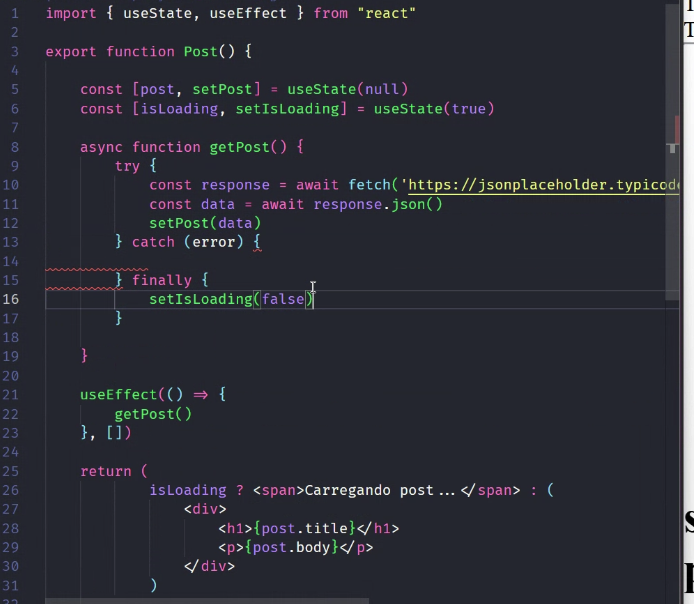 1 import { useState, useEffect } from "react"
2
3 export function Post() {
4
5 const [post, setPost] = useState(null)
6 const [isLoading, setIsLoading] = useState(true)
7
8 async function getPost() {
9 try {
10 const response = await fetch('https://jsonplaceholder.typicode
11 const data = await response.json()
12 setPost(data)
13 } catch (error) {
14
15 } finally {
16 setIsLoading(false)
17 }
18
19 }
20
21 useEffect(() => {
22 getPost()
23 }, [])
24
25 return (
26 isLoading ? <span>Carregando post...</span> : (
27 <div>
28 <h1>{post.title}</h1>
29 <p>{post.body}</p>
30 </div>
31 )